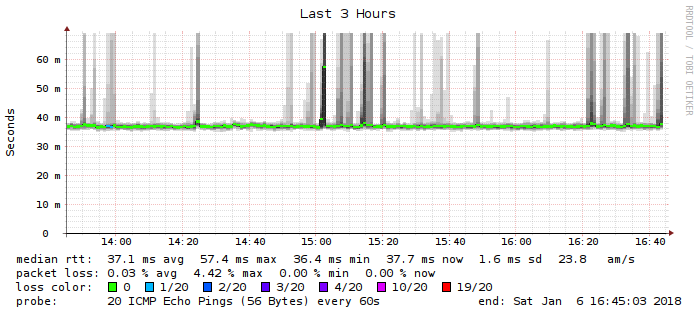 Last 3 Hours
RRDTOOL / TOBI OETIKER
Seconds
60 m
50 m
40 m
30 m
20 m
10 m
0
14:00 14:20 14:40 15:00 15:20 15:40 16:00 16:20 16:40
median rtt: 37.1 ms avg 57.4 ms max 36.4 ms min 37.7 ms now 1.6 ms sd 23.8 am/s
packet loss: 0.03 % avg 4.42 % max 0.00 % min 0.00 % now
loss color: 0 1/20 2/20 3/20 4/20 10/20 19/20
probe: 20 ICMP Echo Pings (56 Bytes) every 60s end: Sat Jan 6 16:45:03 2018